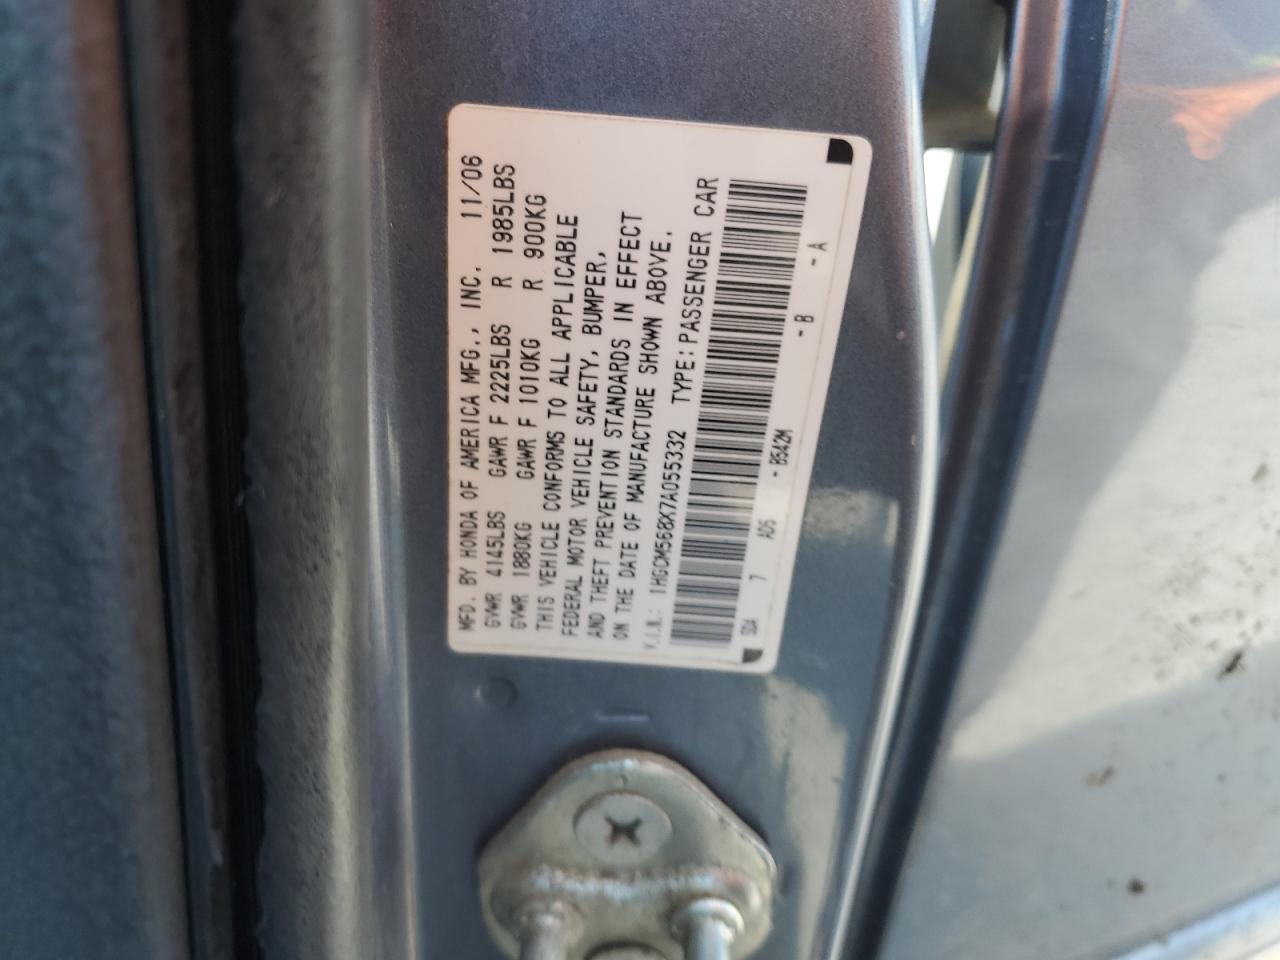 MFD. BY HONDA OF AMERICA MFG., INC. 11/06
GVWR 4145LBS GAWR F 2225LBS R 1985LBS
GVWR 1880KG GAWR F 1010KG R 900KG
THIS VEHICLE CONFORMS TO ALL APPLICABLE
FEDERAL MOTOR VEHICLE SAFETY, BUMPER,
AND THEFT PREVENTION STANDARDS IN EFFECT
ON THE DATE OF MANUFACTURE SHOWN ABOVE.
V.I.N.: 1HGCM568X7A055332 TYPE:PASSENGER CAR
SDA 7 AD5 - B542M - B - A